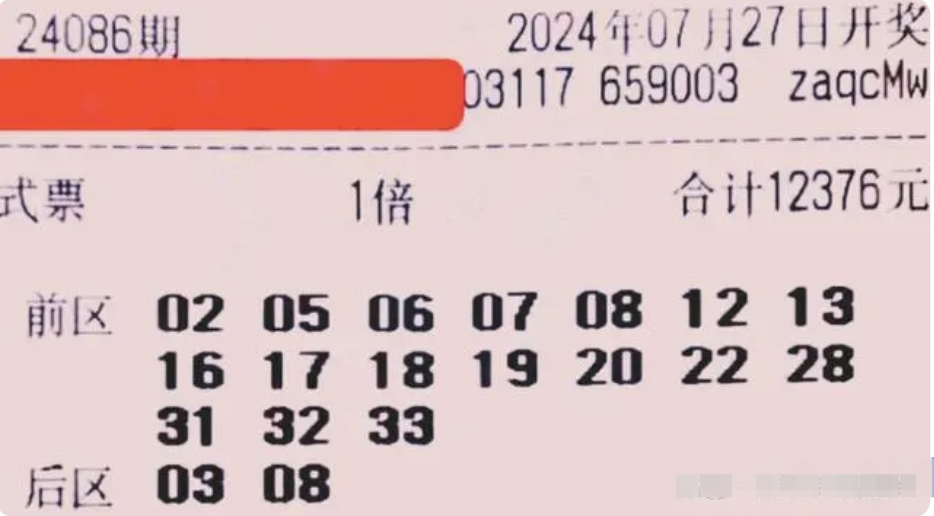 24086期 2024年07月27日开奖
03117 659003 zaqcMw
式票 1倍 合计12376元
前区 02 05 06 07 08 12 13
16 17 18 19 20 22 28
31 32 33
后区 03 08